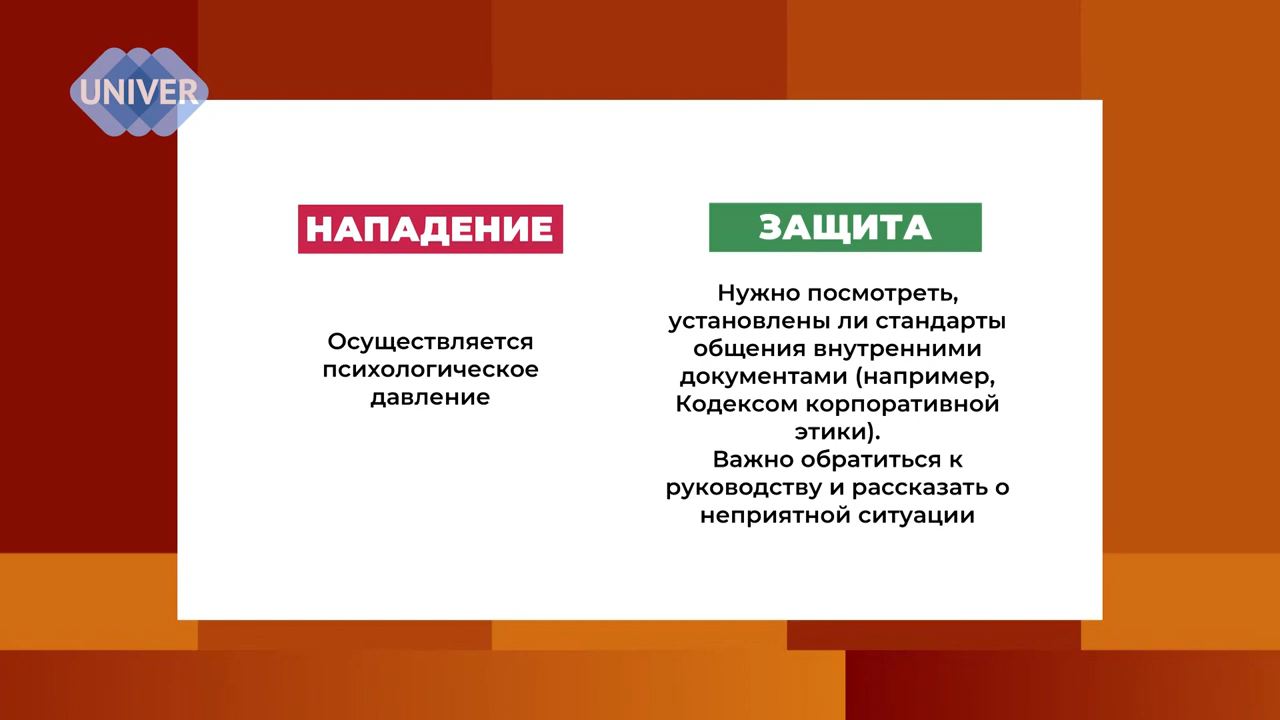 UNIVER
НАПАДЕНИЕ
Осуществляется
психологическое
давление
ЗАЩИТА
Нужно посмотреть,
установлены ли стандарты
общения внутренними
документами (например,
Кодексом корпоративной
этики).
Важно обратиться к
руководству и рассказать о
неприятной ситуации